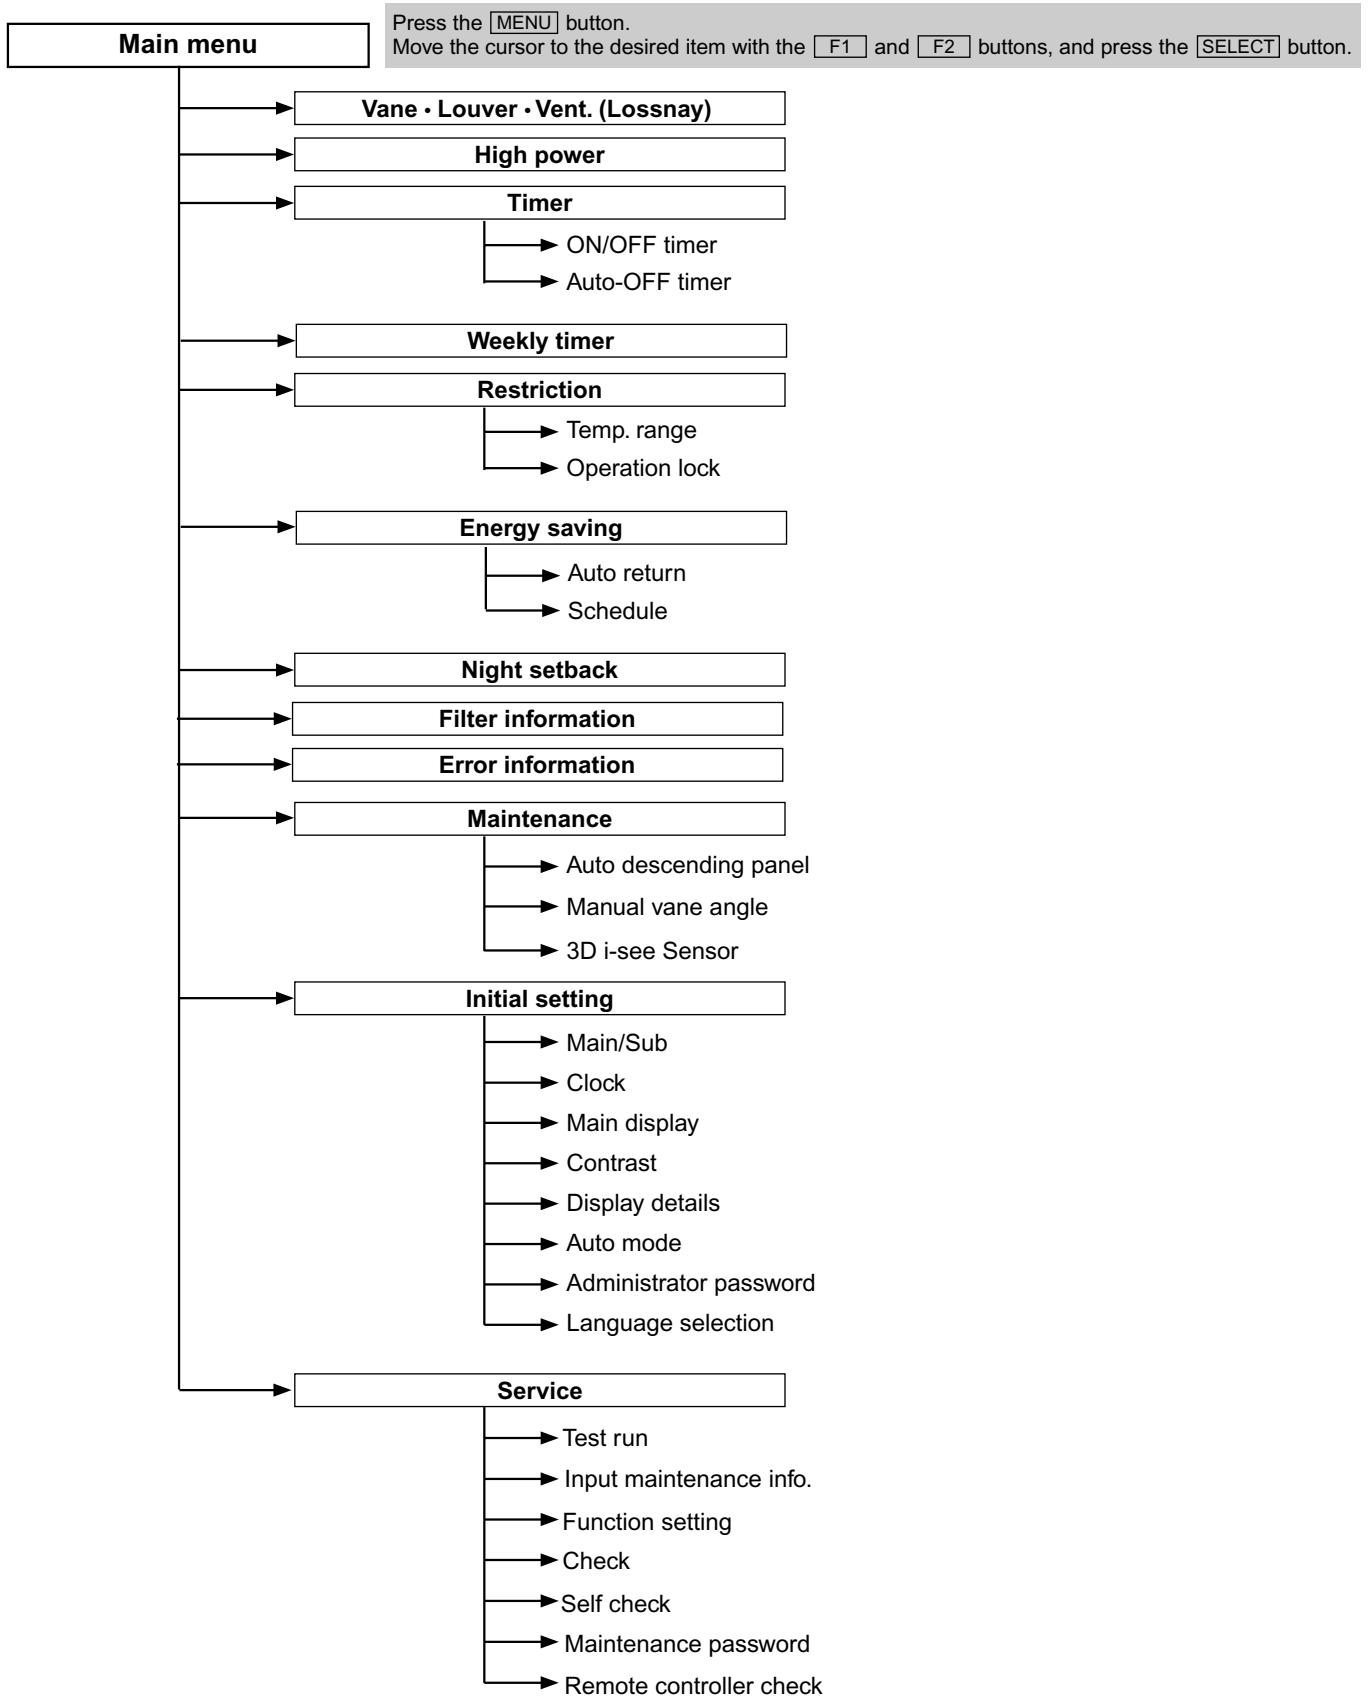 Main menu
Press the MENU button.
Move the cursor to the desired item with the F1 and F2 buttons, and press the SELECT button.
Vane • Louver • Vent. (Lossnay)
High power
Timer
ON/OFF timer
Auto-OFF timer
Weekly timer
Restriction
Temp. range
Operation lock
Energy saving
Auto return
Schedule
Night setback
Filter information
Error information
Maintenance
Auto descending panel
Manual vane angle
3D i-see Sensor
Initial setting
Main/Sub
Clock
Main display
Contrast
Display details
Auto mode
Administrator password
Language selection
Service
Test run
Input maintenance info.
Function setting
Check
Self check
Maintenance password
Remote controller check